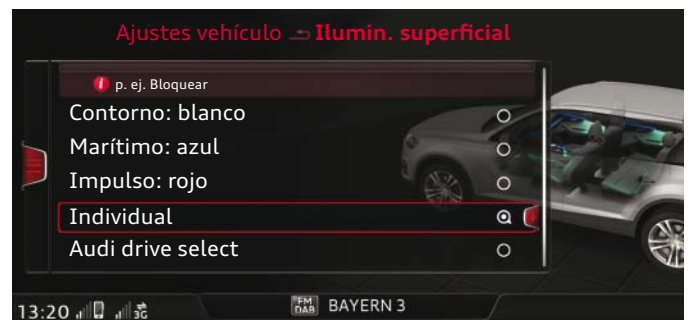 Ajustes vehículo Ilumin. superficial
i p. ej. Bloquear
Contorno: blanco
Marítimo: azul
Impulso: rojo
Individual
Audi drive select
13:20 3G FM DAB BAYERN 3